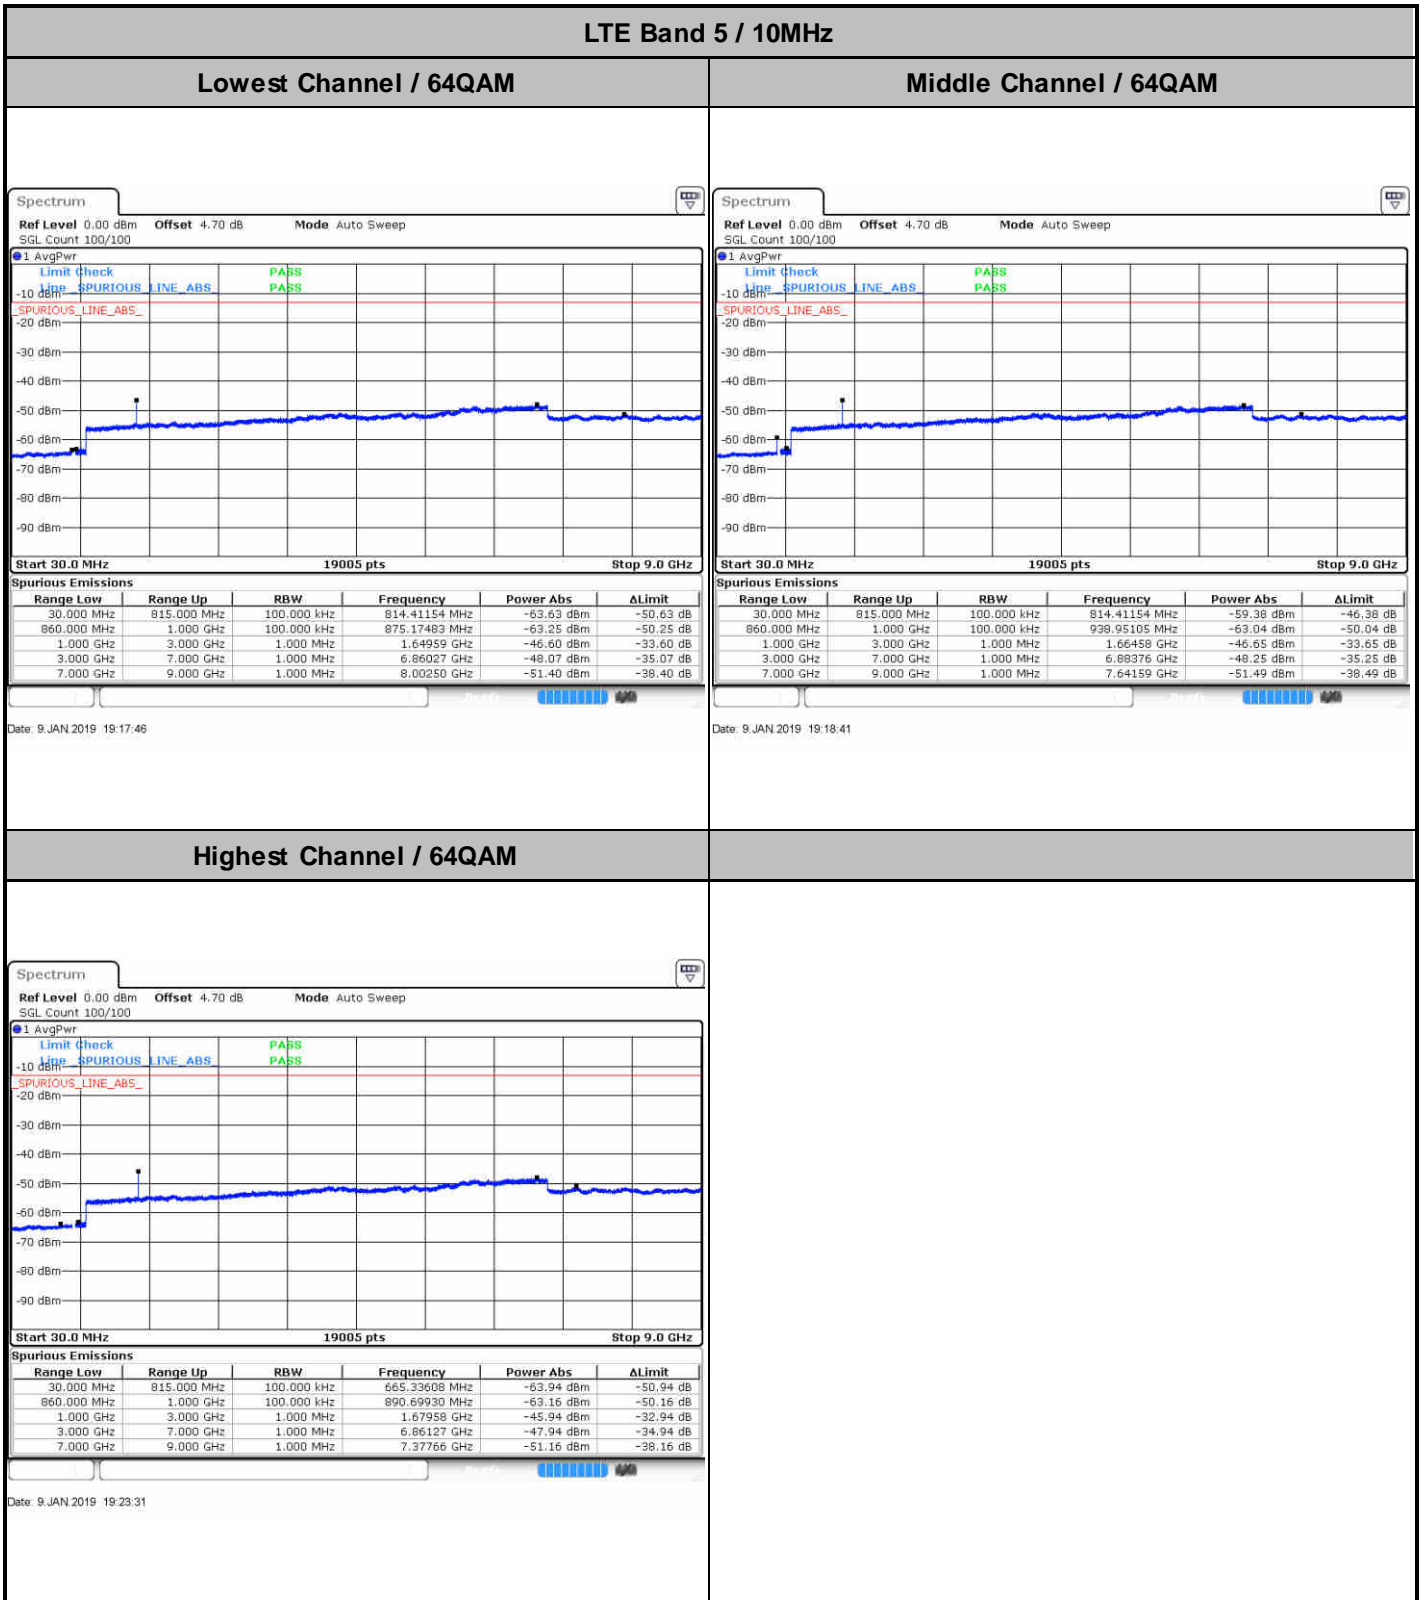 LTE Band 5 / 10MHz
Lowest Channel / 64QAM
Middle Channel / 64QAM
Spectrum
Ref Level 0.00 dBm Offset 4.70 dB Mode Auto Sweep
SGL Count 100/100
1 AvgPwr
Limit Check PASS
Line _SPURIOUS_LINE_ABS_ PASS
-10 dBm
_SPURIOUS_LINE_ABS_
-20 dBm
-30 dBm
-40 dBm
-50 dBm
-60 dBm
-70 dBm
-80 dBm
-90 dBm
Start 30.0 MHz 19005 pts Stop 9.0 GHz
Spurious Emissions
Range Low Range Up RBW Frequency Power Abs ΔLimit
30.000 MHz 815.000 MHz 100.000 kHz 814.41154 MHz -63.63 dBm -50.63 dB
860.000 MHz 1.000 GHz 100.000 kHz 875.17483 MHz -63.25 dBm -50.25 dB
1.000 GHz 3.000 GHz 1.000 MHz 1.64959 GHz -46.60 dBm -33.60 dB
3.000 GHz 7.000 GHz 1.000 MHz 6.86027 GHz -48.07 dBm -35.07 dB
7.000 GHz 9.000 GHz 1.000 MHz 8.00250 GHz -51.40 dBm -38.40 dB
Date: 9.JAN.2019 19:17:46
Spectrum
Ref Level 0.00 dBm Offset 4.70 dB Mode Auto Sweep
SGL Count 100/100
1 AvgPwr
Limit Check PASS
Line _SPURIOUS_LINE_ABS_ PASS
-10 dBm
_SPURIOUS_LINE_ABS_
-20 dBm
-30 dBm
-40 dBm
-50 dBm
-60 dBm
-70 dBm
-80 dBm
-90 dBm
Start 30.0 MHz 19005 pts Stop 9.0 GHz
Spurious Emissions
Range Low Range Up RBW Frequency Power Abs ΔLimit
30.000 MHz 815.000 MHz 100.000 kHz 814.41154 MHz -59.38 dBm -46.38 dB
860.000 MHz 1.000 GHz 100.000 kHz 938.95105 MHz -63.04 dBm -50.04 dB
1.000 GHz 3.000 GHz 1.000 MHz 1.66458 GHz -46.65 dBm -33.65 dB
3.000 GHz 7.000 GHz 1.000 MHz 6.88376 GHz -48.25 dBm -35.25 dB
7.000 GHz 9.000 GHz 1.000 MHz 7.64159 GHz -51.49 dBm -38.49 dB
Date: 9.JAN.2019 19:18:41
Highest Channel / 64QAM
Spectrum
Ref Level 0.00 dBm Offset 4.70 dB Mode Auto Sweep
SGL Count 100/100
1 AvgPwr
Limit Check PASS
Line _SPURIOUS_LINE_ABS_ PASS
-10 dBm
_SPURIOUS_LINE_ABS_
-20 dBm
-30 dBm
-40 dBm
-50 dBm
-60 dBm
-70 dBm
-80 dBm
-90 dBm
Start 30.0 MHz 19005 pts Stop 9.0 GHz
Spurious Emissions
Range Low Range Up RBW Frequency Power Abs ΔLimit
30.000 MHz 815.000 MHz 100.000 kHz 665.33608 MHz -63.94 dBm -50.94 dB
860.000 MHz 1.000 GHz 100.000 kHz 890.69930 MHz -63.16 dBm -50.16 dB
1.000 GHz 3.000 GHz 1.000 MHz 1.67958 GHz -45.94 dBm -32.94 dB
3.000 GHz 7.000 GHz 1.000 MHz 6.86127 GHz -47.94 dBm -34.94 dB
7.000 GHz 9.000 GHz 1.000 MHz 7.37766 GHz -51.16 dBm -38.16 dB
Date: 9.JAN.2019 19:23:31